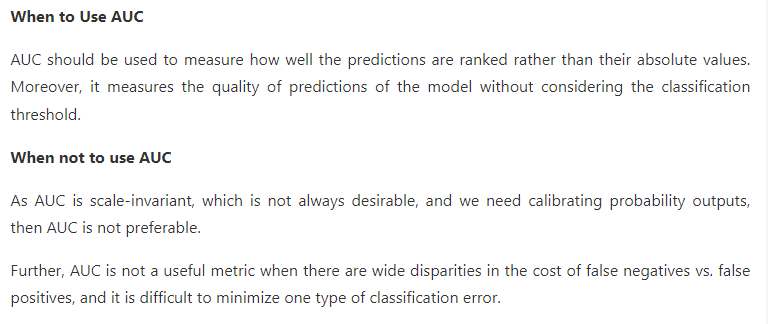 When to Use AUC
AUC should be used to measure how well the predictions are ranked rather than their absolute values.
Moreover, it measures the quality of predictions of the model without considering the classification
threshold.
When not to use AUC
As AUC is scale-invariant, which is not always desirable, and we need calibrating probability outputs,
then AUC is not preferable.
Further, AUC is not a useful metric when there are wide disparities in the cost of false negatives vs. false
positives, and it is difficult to minimize one type of classification error.